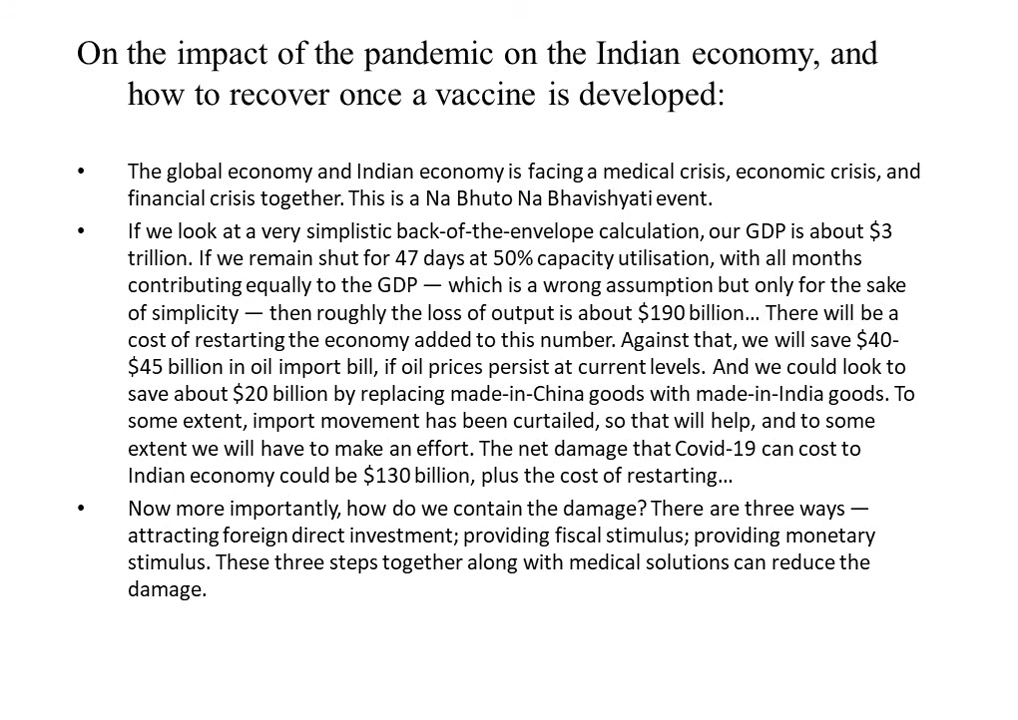 On the impact of the pandemic on the Indian economy, and
how to recover once a vaccine is developed:
• The global economy and Indian economy is facing a medical crisis, economic crisis, and
financial crisis together. This is a Na Bhuto Na Bhavishyati event.
• If we look at a very simplistic back-of-the-envelope calculation, our GDP is about $3
trillion. If we remain shut for 47 days at 50% capacity utilisation, with all months
contributing equally to the GDP — which is a wrong assumption but only for the sake
of simplicity — then roughly the loss of output is about $190 billion... There will be a
cost of restarting the economy added to this number. Against that, we will save $40-
$45 billion in oil import bill, if oil prices persist at current levels. And we could look to
save about $20 billion by replacing made-in-China goods with made-in-India goods. To
some extent, import movement has been curtailed, so that will help, and to some
extent we will have to make an effort. The net damage that Covid-19 can cost to
Indian economy could be $130 billion, plus the cost of restarting...
• Now more importantly, how do we contain the damage? There are three ways —
attracting foreign direct investment; providing fiscal stimulus; providing monetary
stimulus. These three steps together along with medical solutions can reduce the
damage.